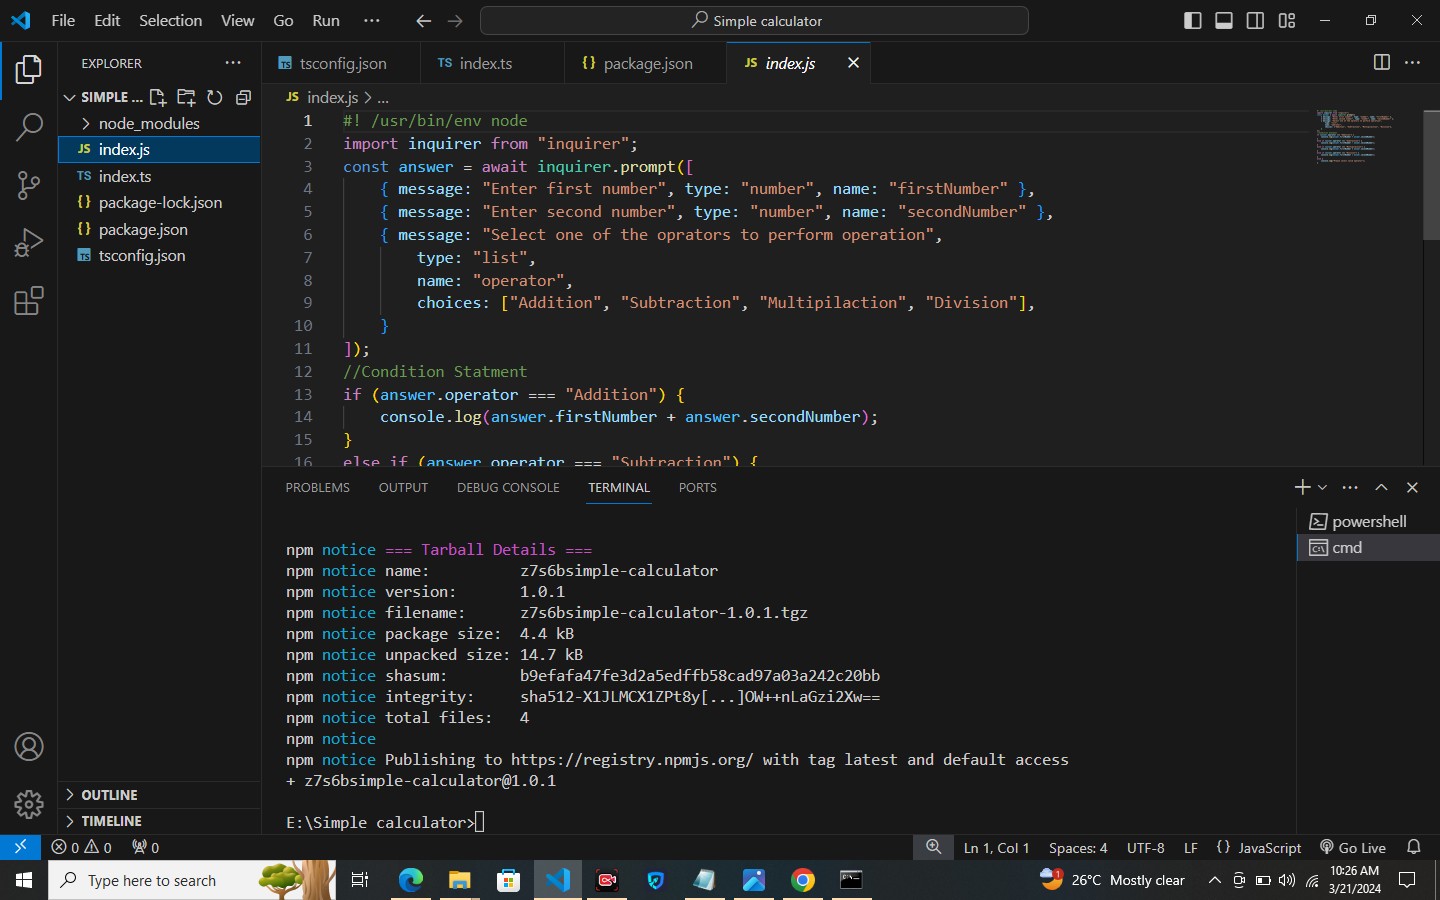 File Edit Selection View Go Run ··· Simple calculator
EXPLORER ···
SIMPLE ...
node_modules
JS index.js
TS index.ts
{} package-lock.json
{} package.json
TS tsconfig.json
OUTLINE
TIMELINE
TS tsconfig.json TS index.ts {} package.json JS index.js
JS index.js > ...
1 #! /usr/bin/env node
2 import inquirer from "inquirer";
3 const answer = await inquirer.prompt([
4 { message: "Enter first number", type: "number", name: "firstNumber" },
5 { message: "Enter second number", type: "number", name: "secondNumber" },
6 { message: "Select one of the oprators to perform operation",
7 type: "list",
8 name: "operator",
9 choices: ["Addition", "Subtraction", "Multipilaction", "Division"],
10 }
11 ]);
12 //Condition Statment
13 if (answer.operator === "Addition") {
14 console.log(answer.firstNumber + answer.secondNumber);
15 }
16 else if (answer.operator === "Subtraction") {
PROBLEMS OUTPUT DEBUG CONSOLE TERMINAL PORTS
powershell
cmd
npm notice === Tarball Details ===
npm notice name: z7s6bsimple-calculator
npm notice version: 1.0.1
npm notice filename: z7s6bsimple-calculator-1.0.1.tgz
npm notice package size: 4.4 kB
npm notice unpacked size: 14.7 kB
npm notice shasum: b9efafa47fe3d2a5edffb58cad97a03a242c20bb
npm notice integrity: sha512-X1JLMCX1ZPt8y[...]OW++nLaGzi2Xw==
npm notice total files: 4
npm notice
npm notice Publishing to https://registry.npmjs.org/ with tag latest and default access
+ z7s6bsimple-calculator@1.0.1
E:\Simple calculator>
0 0 0 Ln 1, Col 1 Spaces: 4 UTF-8 LF {} JavaScript Go Live
Type here to search 1 26°C Mostly clear 10:26 AM
3/21/2024